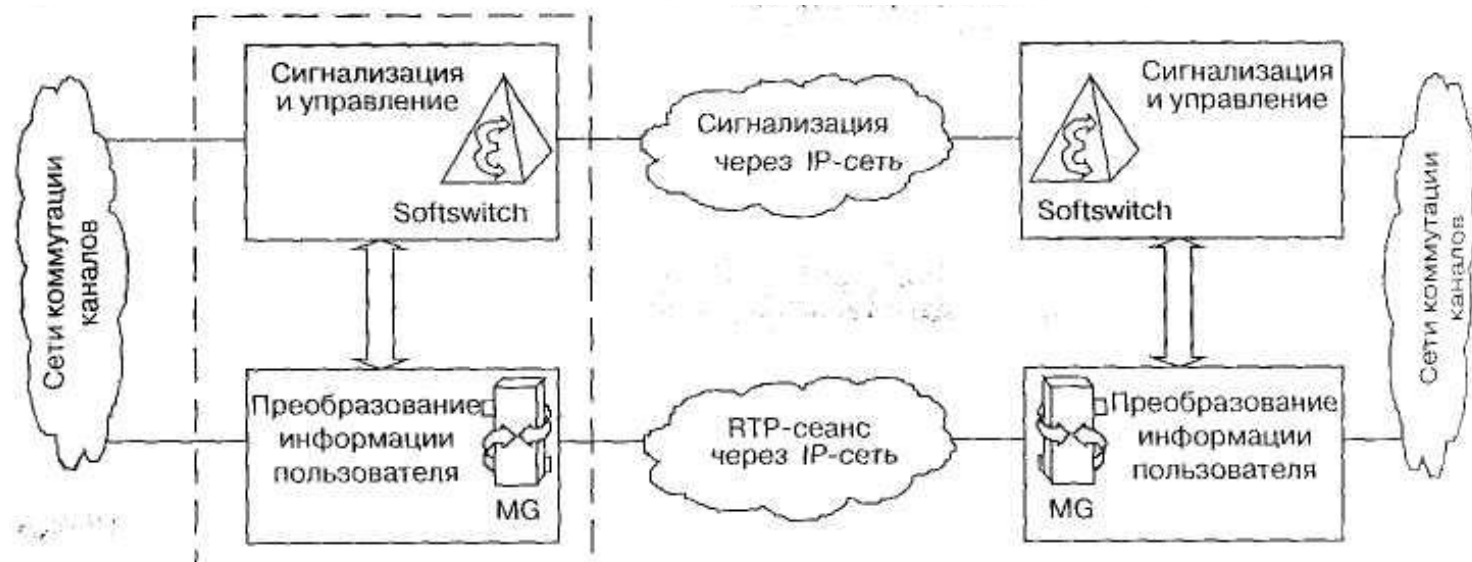 Сети коммутации
каналов
Сигнализация
и управление
Softswitch
Преобразование
информации
пользователя
MG
Сигнализация
через IP-сеть
RTP-сеанс
через IP-сеть
Сигнализация
и управление
Softswitch
Преобразование
информации
пользователя
MG
Сети коммутации
каналов